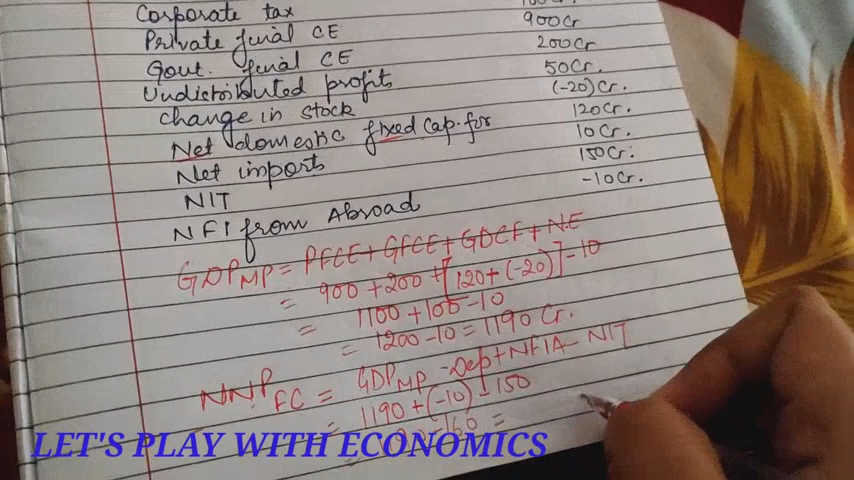 Corporate tax
Private final CE 900Cr
Govt. final CE 200Cr
Undistributed profits 50Cr.
change in stock (-20)Cr.
Net domestic fixed cap. for 120Cr.
Net imports 10Cr.
NIT 150Cr.
NFI from Abroad -10Cr.
GDPMP = PFCE + GFCE + GDCF + N.E
= 900 + 200 + [120 + (-20)] - 10
= 1100 + 100 - 10
= 1200 - 10 = 1190 Cr.
NNPFC = GDPMP - Dep + NFIA - NIT
= 1190 + (-10) - 150
= - 160 =
LET'S PLAY WITH ECONOMICS